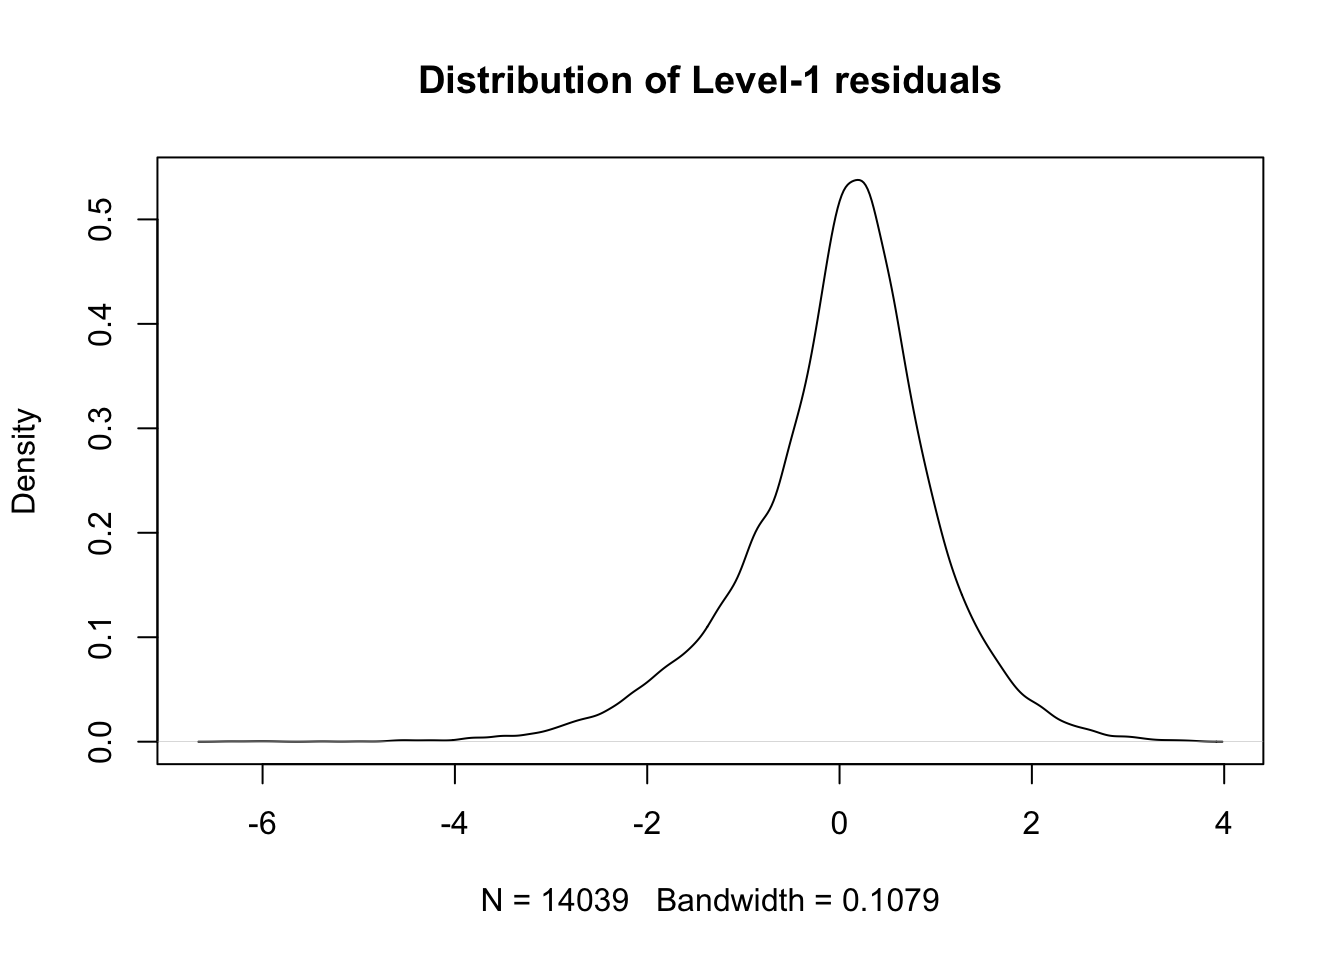 Distribution of Level-1 residuals
Density
0.5
0.4
0.3
0.2
0.1
0.0
-6 -4 -2 0 2 4
N = 14039 Bandwidth = 0.1079